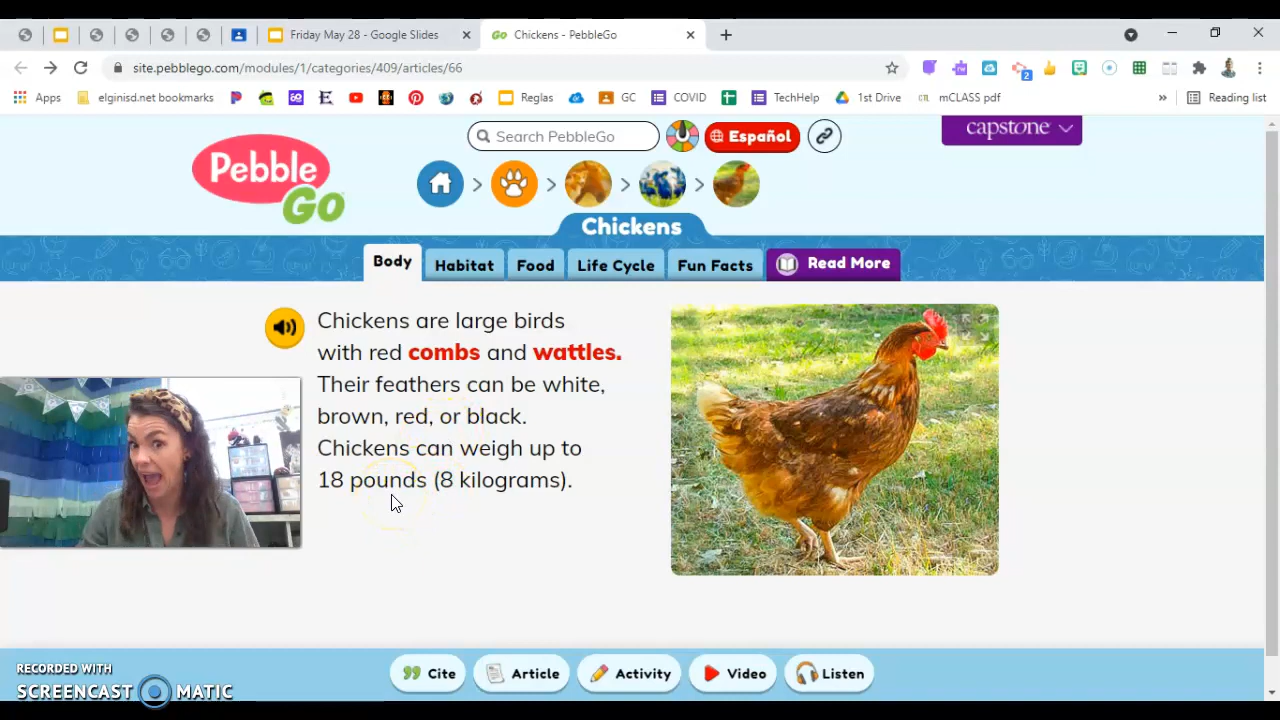 Friday May 28 - Google Slides
GO Chickens - PebbleGo
site.pebblego.com/modules/1/categories/409/articles/66
2
Apps
elginisd.net bookmarks
Reglas
GC
COVID
TechHelp
1st Drive
mCLASS pdf
»
Reading list
Pebble
Go
Search PebbleGo
Español
capstone
Chickens
Body
Habitat
Food
Life Cycle
Fun Facts
Read More
Chickens are large birds
with red combs and wattles.
Their feathers can be white,
brown, red, or black.
Chickens can weigh up to
18 pounds (8 kilograms).
Cite
Article
Activity
Video
Listen
RECORDED WITH
SCREENCAST MATIC